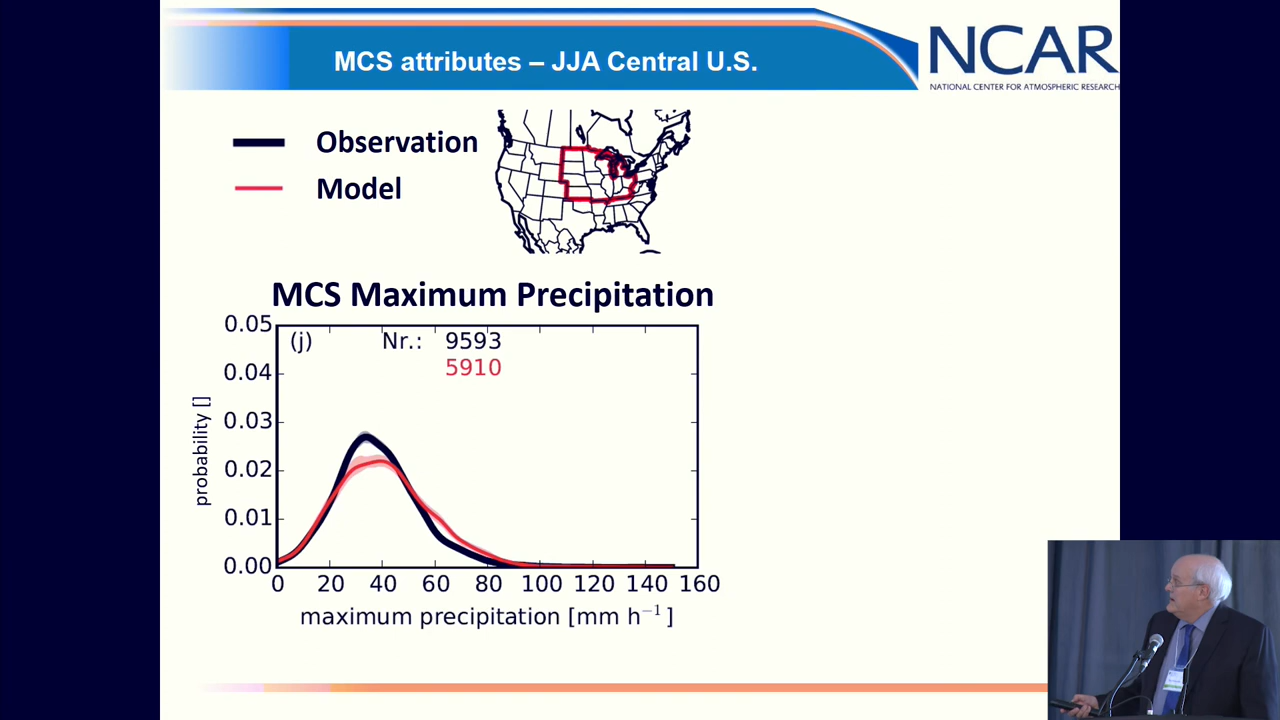 MCS attributes – JJA Central U.S.
NCAR
NATIONAL CENTER FOR ATMOSPHERIC RESEARCH
Observation
Model
MCS Maximum Precipitation
(j) Nr.: 9593
5910
0.05
0.04
0.03
0.02
0.01
0.00
probability []
0 20 40 60 80 100 120 140 160
maximum precipitation [mm h⁻¹]